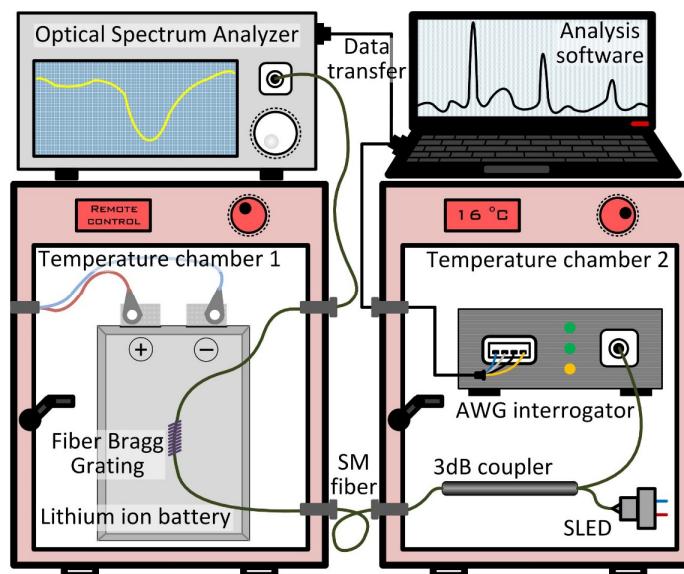 Optical Spectrum Analyzer
Data
transfer
Analysis
software
REMOTE
CONTROL
16 °C
Temperature chamber 1
Temperature chamber 2
+
−
AWG interrogator
Fiber Bragg
Grating
SM
fiber
3dB coupler
Lithium ion battery
SLED